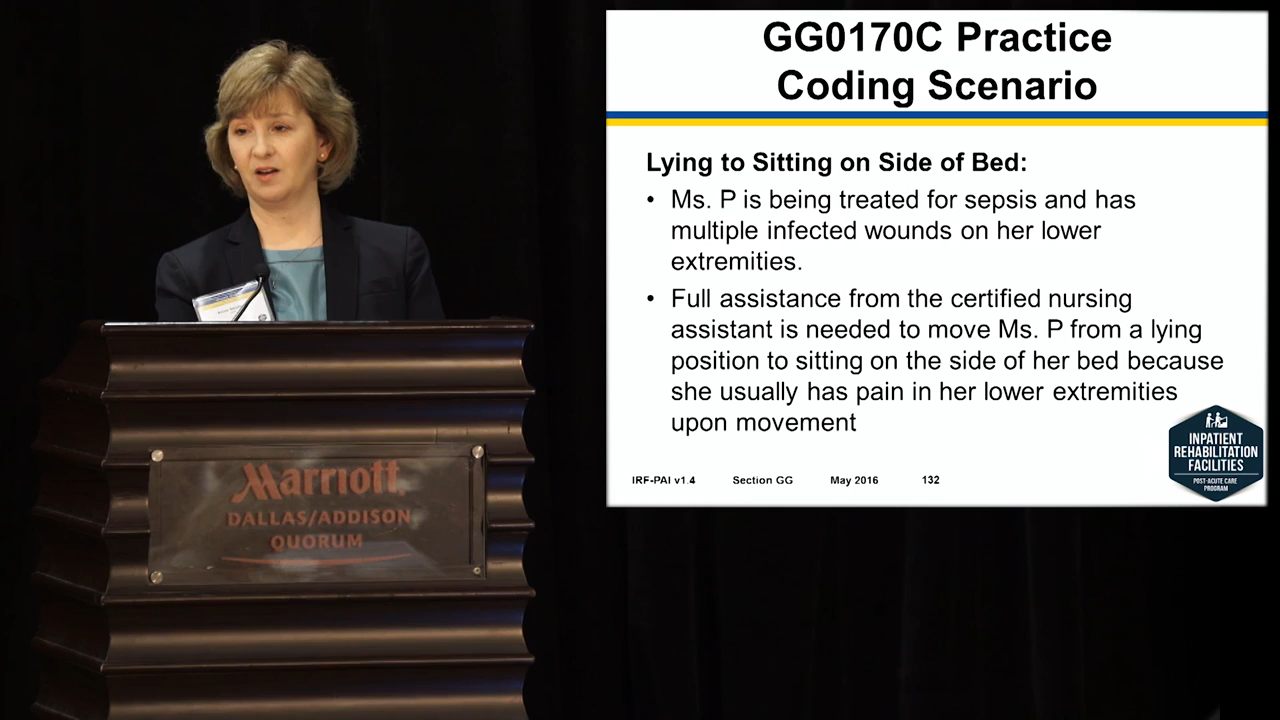 GG0170C Practice
Coding Scenario
Lying to Sitting on Side of Bed:
• Ms. P is being treated for sepsis and has
multiple infected wounds on her lower
extremities.
• Full assistance from the certified nursing
assistant is needed to move Ms. P from a lying
position to sitting on the side of her bed because
she usually has pain in her lower extremities
upon movement
INPATIENT
REHABILITATION
FACILITIES
POST-ACUTE CARE
PROGRAM
IRF-PAI v1.4 Section GG May 2016 132
Marriott
DALLAS/ADDISON
QUORUM